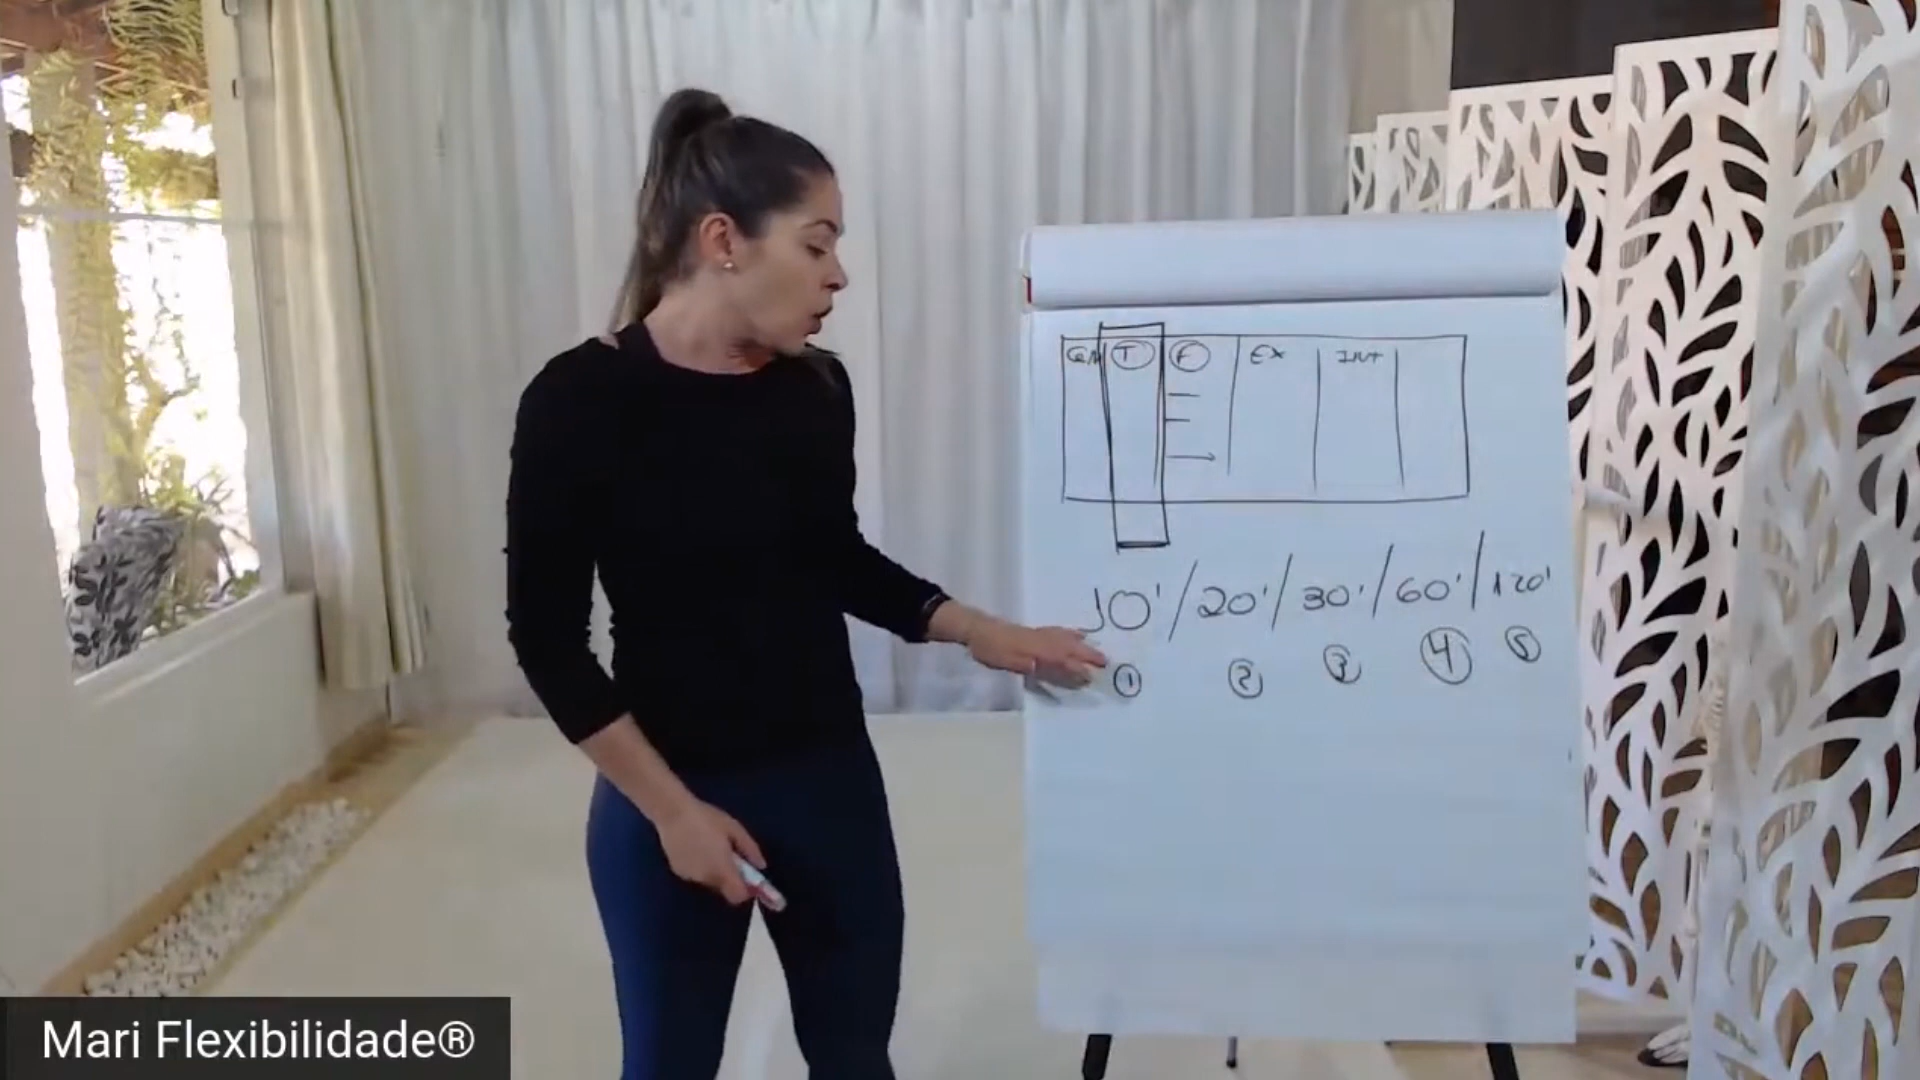 T F EX INT
10' / 20' / 30' / 60' / 120'
1 2 3 4 5
Mari Flexibilidade®